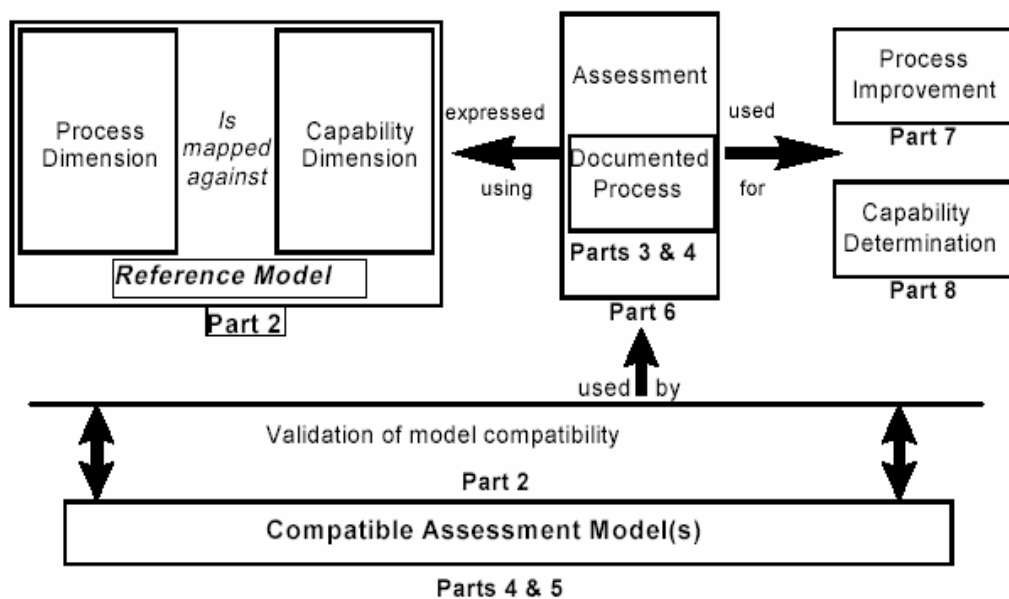 Process
Dimension
Is
mapped
against
Capability
Dimension
Reference Model
Part 2
expressed
using
Assessment
Documented
Process
Parts 3 & 4
Part 6
used
for
Process
Improvement
Part 7
Capability
Determination
Part 8
used by
Validation of model compatibility
Part 2
Compatible Assessment Model(s)
Parts 4 & 5